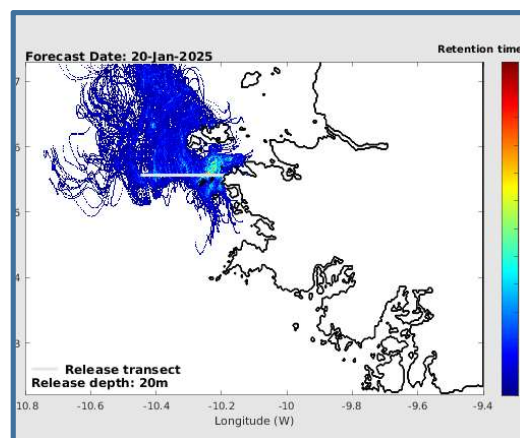 Forecast Date: 20-Jan-2025
Retention time
7
6
5
4
3
Release transect
Release depth: 20m
10.8 -10.6 -10.4 -10.2 -10 -9.8 -9.6 -9.4
Longitude (W)